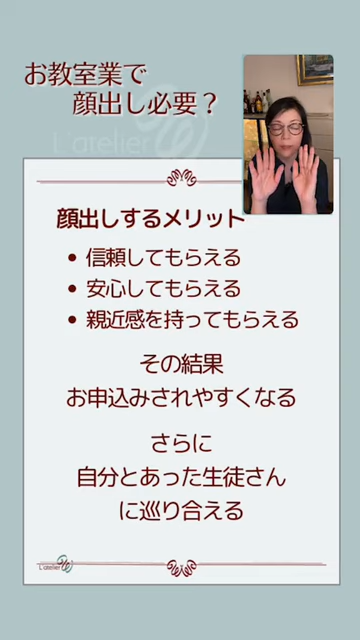 お教室業で
顔出し必要？
L'atelier
顔出しするメリット
• 信頼してもらえる
• 安心してもらえる
• 親近感を持ってもらえる
その結果
お申込みされやすくなる
さらに
自分とあった生徒さん
に巡り合える
L'atelier